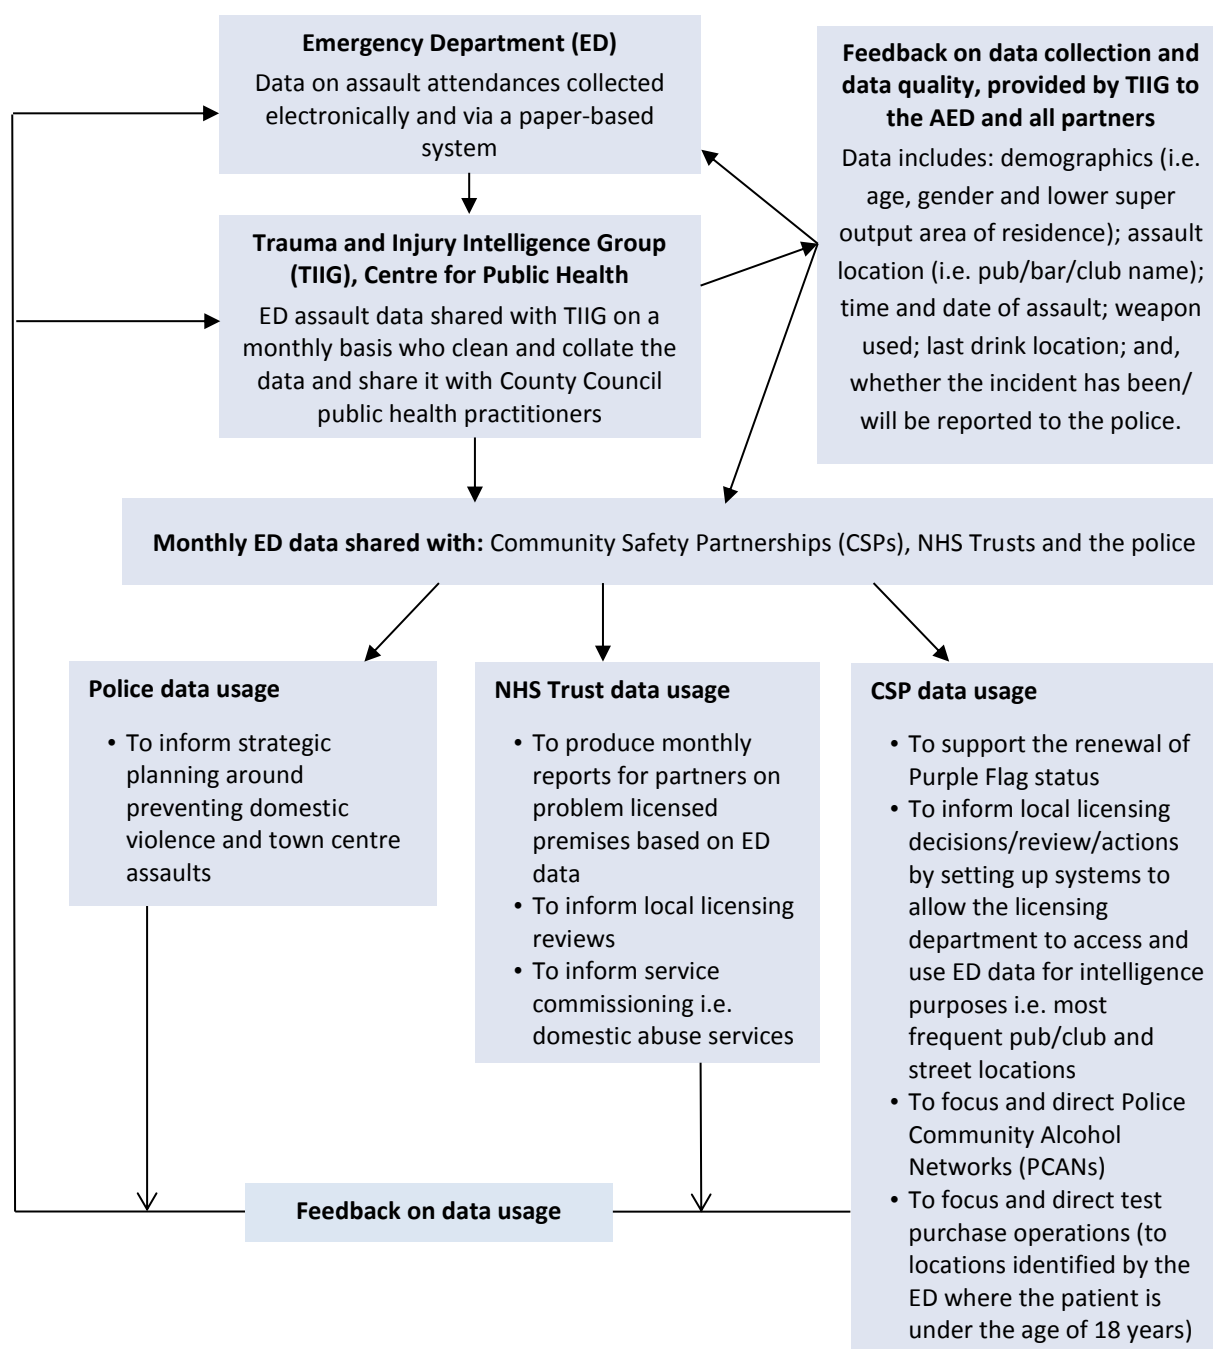 Emergency Department (ED)
Data on assault attendances collected
electronically and via a paper-based
system
Feedback on data collection and
data quality, provided by TIIG to
the AED and all partners
Data includes: demographics (i.e.
age, gender and lower super
output area of residence); assault
location (i.e. pub/bar/club name);
time and date of assault; weapon
used; last drink location; and,
whether the incident has been/
will be reported to the police.
Trauma and Injury Intelligence Group
(TIIG), Centre for Public Health
ED assault data shared with TIIG on a
monthly basis who clean and collate the
data and share it with County Council
public health practitioners
Monthly ED data shared with: Community Safety Partnerships (CSPs), NHS Trusts and the police
Police data usage
• To inform strategic
planning around
preventing domestic
violence and town centre
assaults
NHS Trust data usage
• To produce monthly
reports for partners on
problem licensed
premises based on ED
data
• To inform local licensing
reviews
• To inform service
commissioning i.e.
domestic abuse services
CSP data usage
• To support the renewal of
Purple Flag status
• To inform local licensing
decisions/review/actions
by setting up systems to
allow the licensing
department to access and
use ED data for intelligence
purposes i.e. most
frequent pub/club and
street locations
• To focus and direct Police
Community Alcohol
Networks (PCANs)
• To focus and direct test
purchase operations (to
locations identified by the
ED where the patient is
under the age of 18 years)
Feedback on data usage